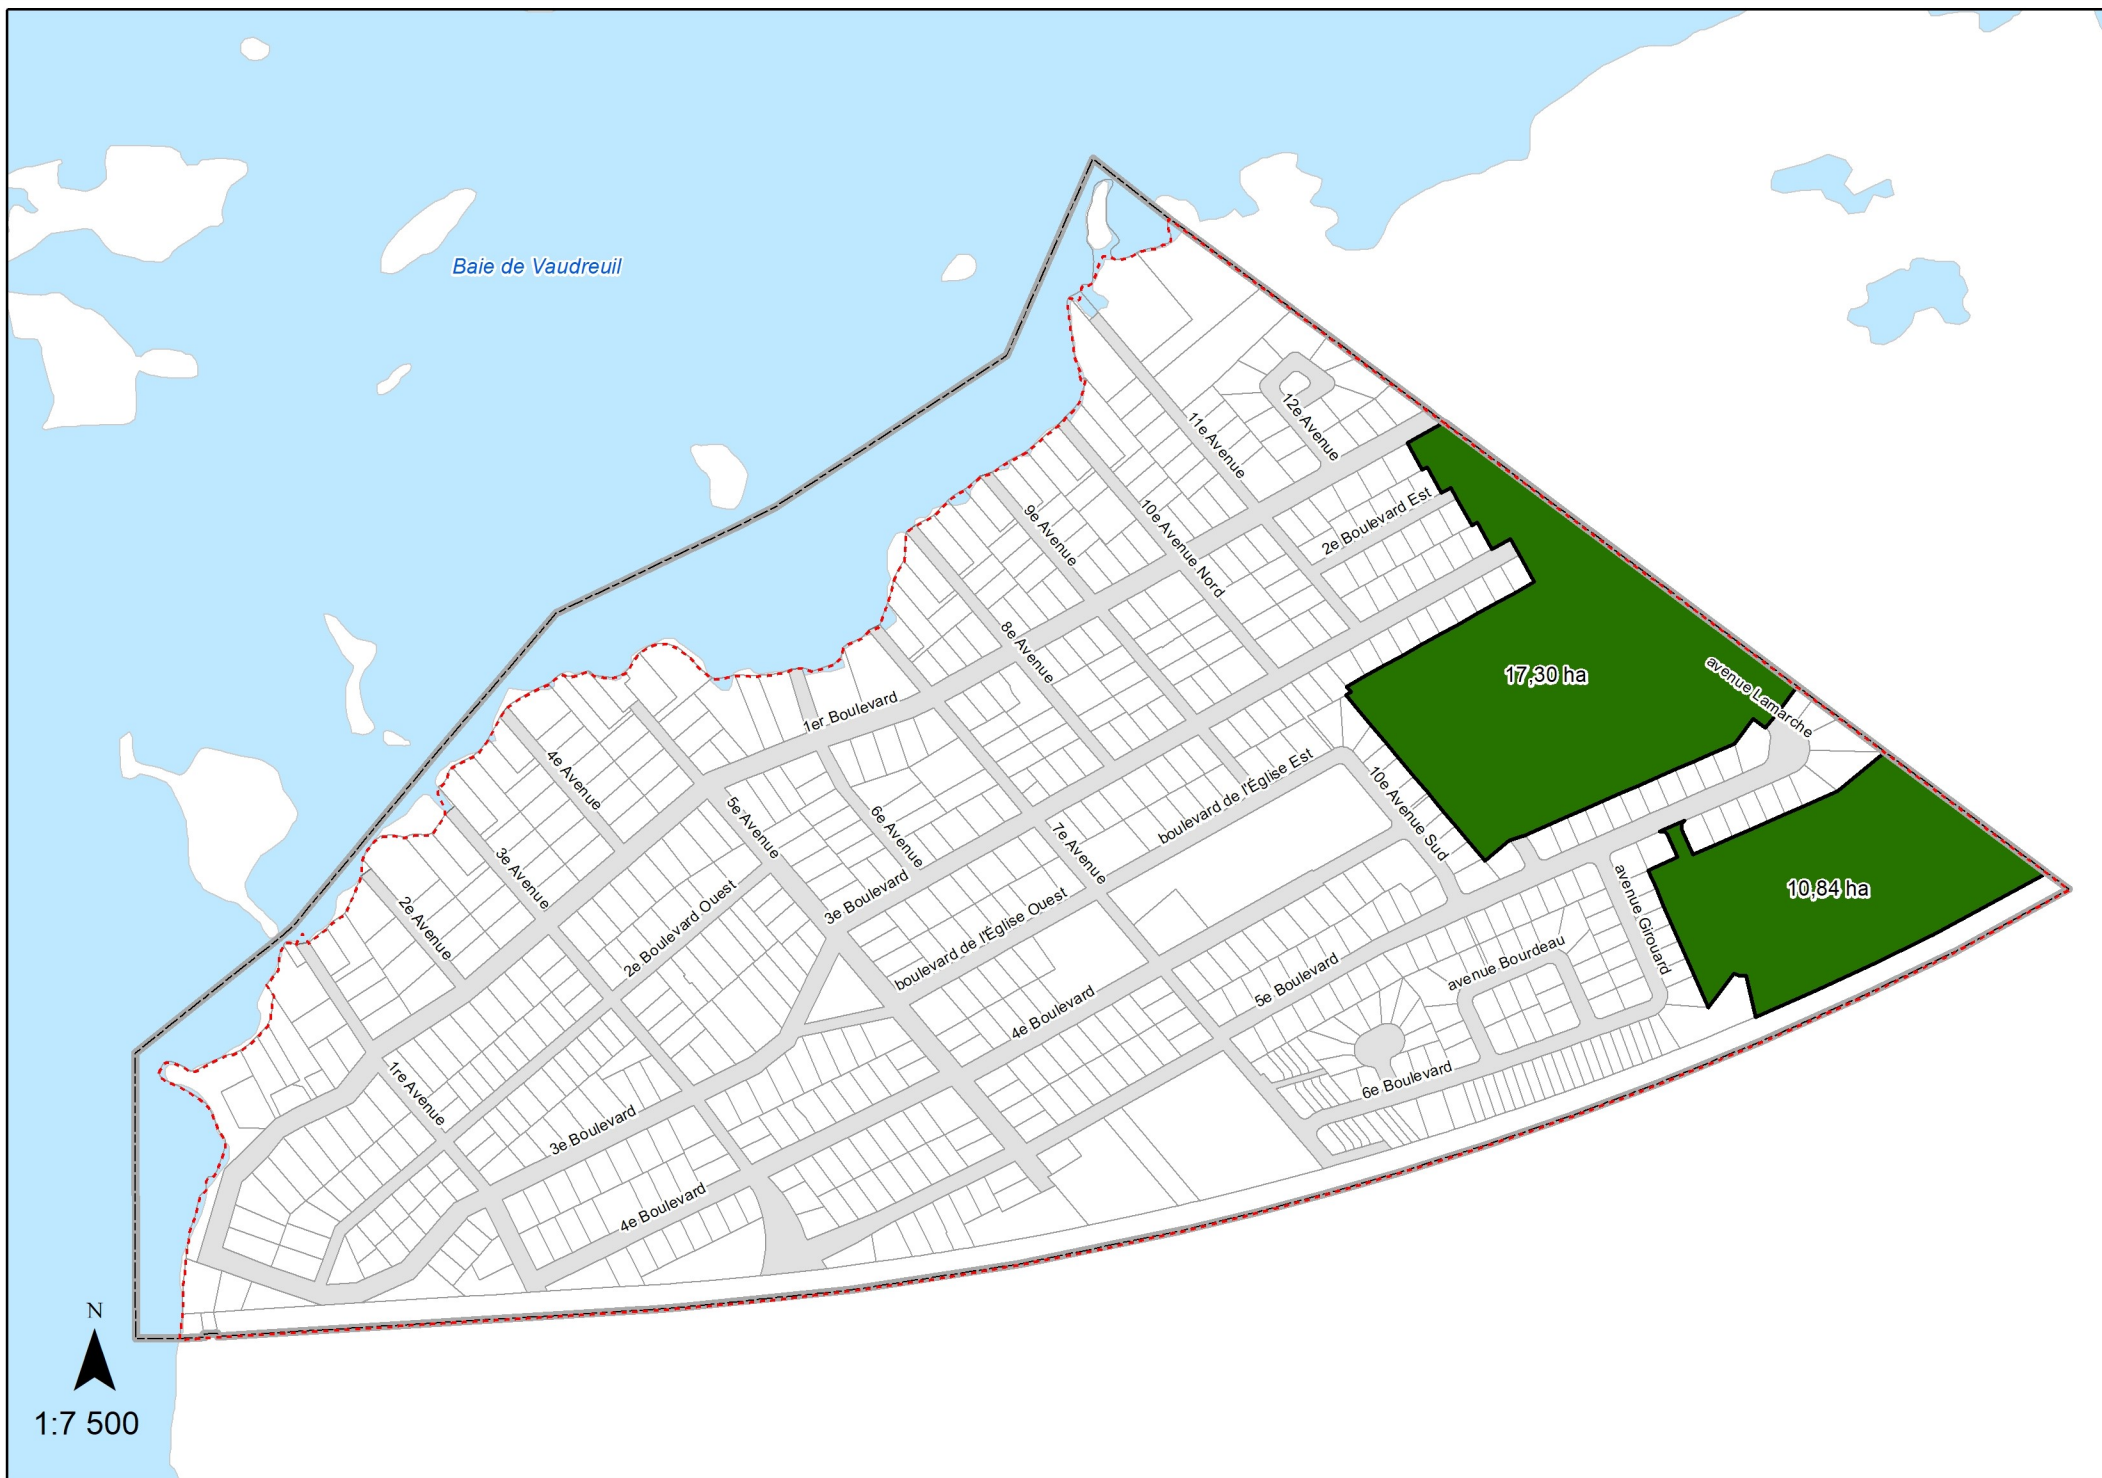 Baie de Vaudreuil
12e Avenue
11e Avenue
2e Boulevard Est
10e Avenue Nord
9e Avenue
8e Avenue
17,30 ha
avenue Lamarche
1er Boulevard
4e Avenue
5e Avenue
6e Avenue
7e Avenue
boulevard de l'Église Est
10e Avenue Sud
3e Avenue
2e Avenue
2e Boulevard Ouest
3e Boulevard
boulevard de l'Église Ouest
avenue Girouard
10,84 ha
avenue Bourdeau
5e Boulevard
4e Boulevard
6e Boulevard
1re Avenue
3e Boulevard
4e Boulevard
N
1:7 500